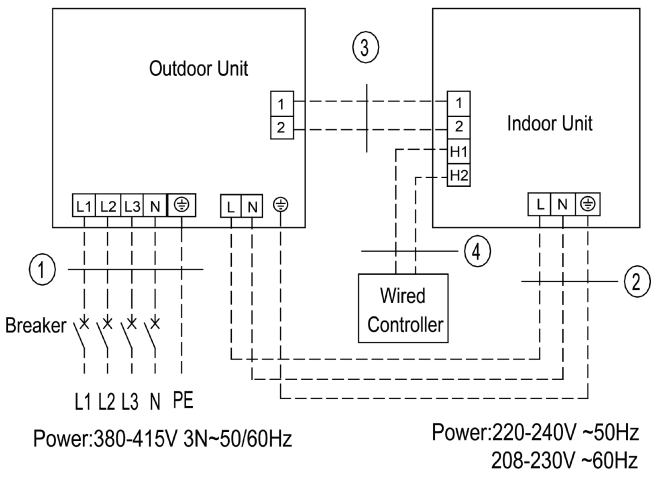 3
Outdoor Unit
1
2
1
2
H1
H2
Indoor Unit
L1 L2 L3 N
L N
L N
4
1
2
Wired
Controller
Breaker
L1 L2 L3 N PE
Power:380-415V 3N~50/60Hz
Power:220-240V ~50Hz
208-230V ~60Hz